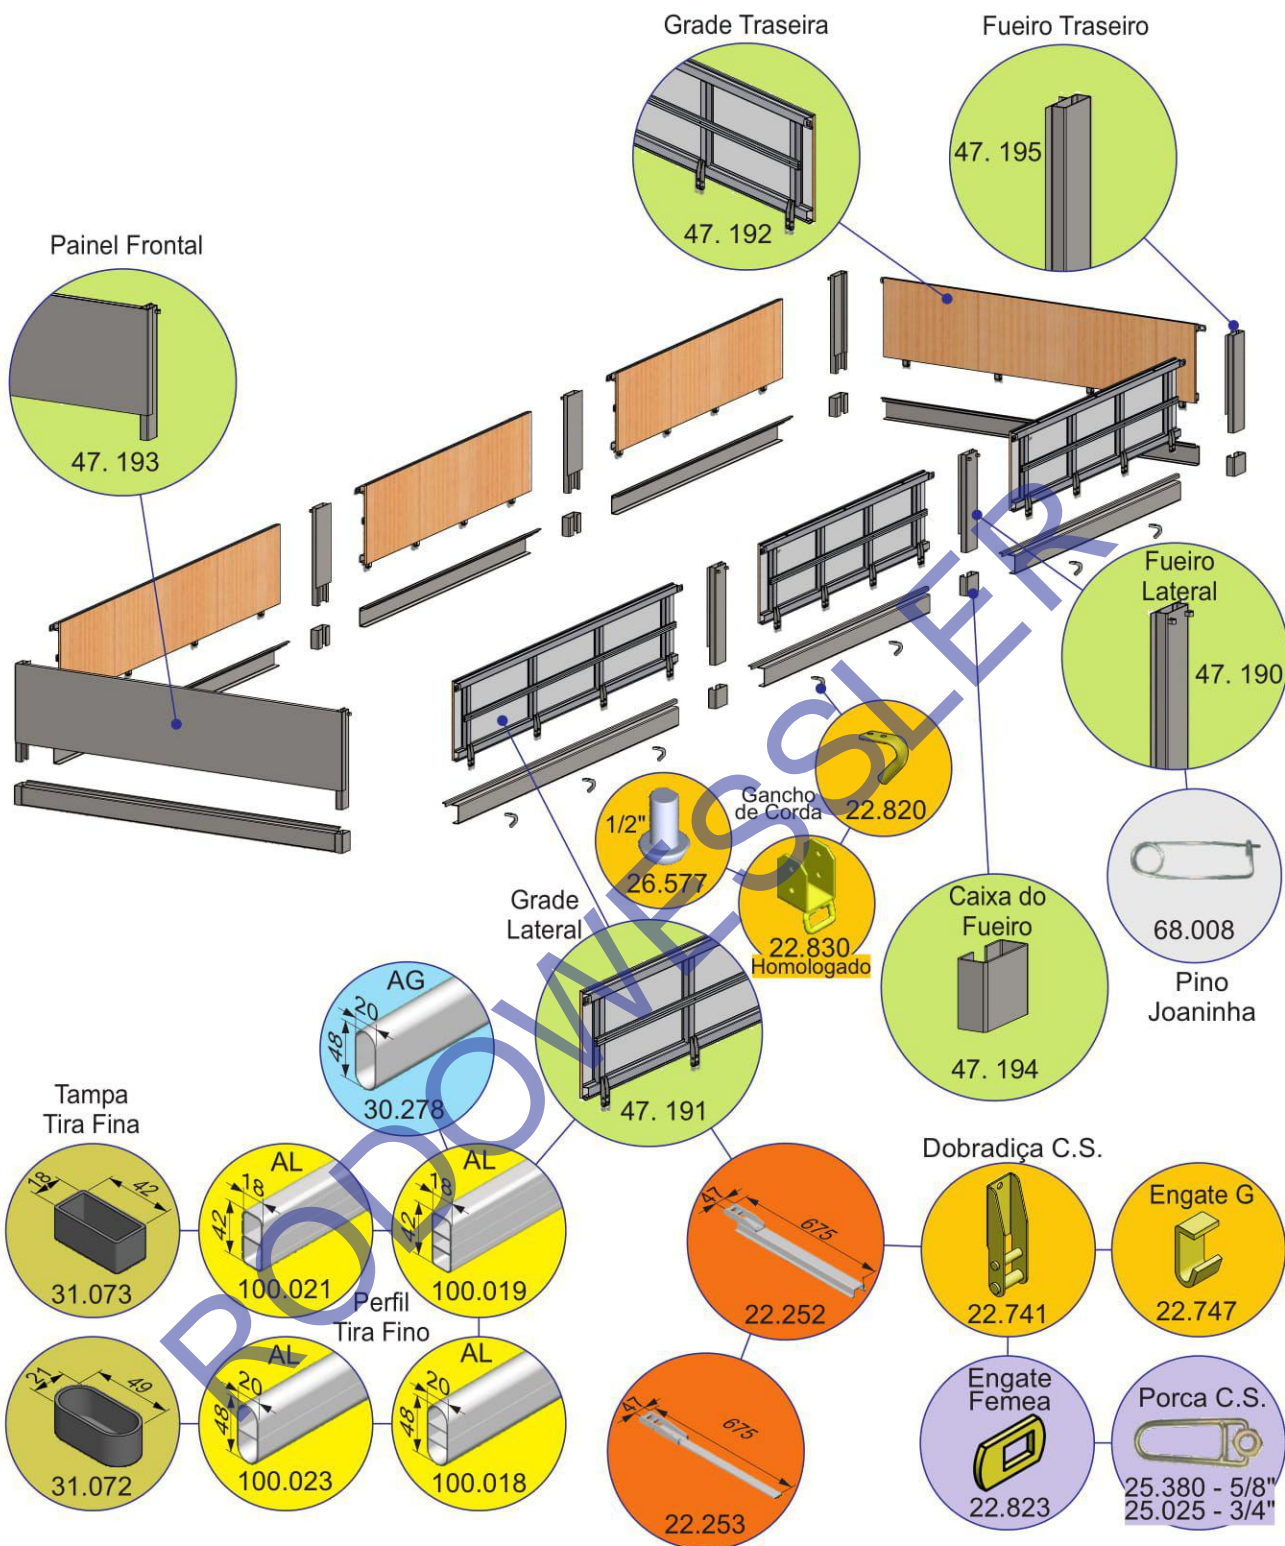 Grade Traseira
47. 192
Fueiro Traseiro
47. 195
Painel Frontal
47. 193
Fueiro
Lateral
47. 190
Gancho
de Corda
22.820
1/2"
26.577
22.830
Homologado
Caixa do
Fueiro
47. 194
68.008
Pino
Joaninha
Grade
Lateral
47. 191
AG
20
48
30.278
Tampa
Tira Fina
18
42
31.073
AL
18
42
100.021
AL
18
42
100.019
Perfil
Tira Fino
21
49
31.072
AL
20
48
100.023
AL
20
48
100.018
47
675
22.252
47
675
22.253
Dobradiça C.S.
22.741
Engate G
22.747
Engate
Femea
22.823
Porca C.S.
25.380 - 5/8"
25.025 - 3/4"
RODOWESSLER